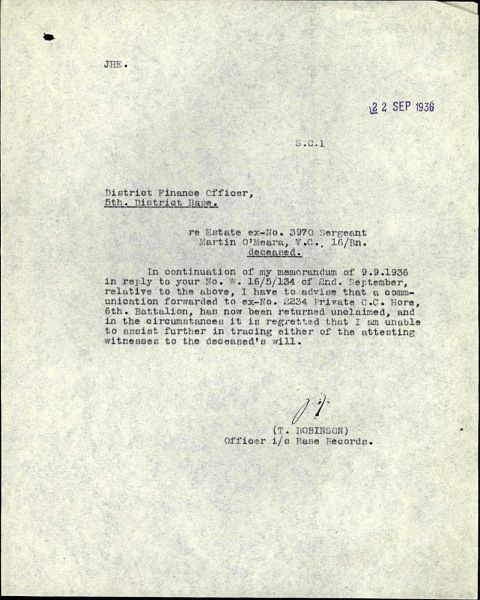 JHE.
22 SEP 1936
S.C.1
District Finance Officer,
5th. District Base.
re Estate ex-No. 3970 Sergeant
Martin O'Meara, V.C., 16/Bn.
deceased.
In continuation of my memorandum of 9.9.1936
in reply to your No. W. 16/5/134 of 2nd. September,
relative to the above, I have to advise that a comm-
unication forwarded to ex-No. 2234 Private C.C. Hore,
6th. Battalion, has now been returned unclaimed, and
in the circumstances it is regretted that I am unable
to assist further in tracing either of the attesting
witnesses to the deceased's will.
(T. ROBINSON)
Officer i/c Base Records.